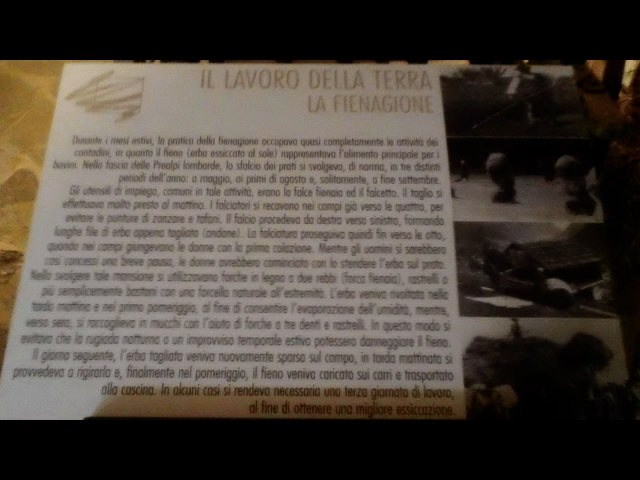 IL LAVORO DELLA TERRA
LA FIENAGIONE
Durante i mesi estivi, la pratica della fienagione occupava quasi completamente le attività dei
contadini, in quanto il fieno (erba essiccata al sole) rappresentava l'alimento principale per i
bovini. Nella fascia delle Prealpi lombarde, lo sfalcio dei prati si svolgeva, di norma, in tre distinti
periodi dell'anno: a maggio, ai primi di agosto e, solitamente, a fine settembre.
Gli utensili di impiego, comuni in tale attività, erano la falce fienaia ed il falcetto. Il taglio si
effettuava molto presto al mattino. I falciatori si recavano nei campi già verso le quattro, per
evitare le punture di zanzare e tafani. Il falcio procedeva da destra verso sinistra, formando
lunghe file di erba appena tagliata (andane). La falciatura proseguiva quindi fin verso le otto,
quando nei campi giungevano le donne con la prima colazione. Mentre gli uomini si sarebbero
così concessi una breve pausa, le donne avrebbero cominciato con lo stendere l'erba sul prato.
Nello svolgere tale mansione si utilizzavano forche in legno a due rebbi (forca fienaia), rastrelli o
più semplicemente bastoni con una forcella naturale all'estremità. L'erba veniva rivoltata nella
tarda mattina e nel primo pomeriggio, al fine di consentire l'evaporazione dell'umidità, mentre,
verso sera, si raccoglieva in mucchi con l'aiuto di forche a tre denti e rastrelli. In questo modo si
evitava che la rugiada notturna o un improvviso temporale estivo potessero danneggiare il fieno.
Il giorno seguente, l'erba tagliata veniva nuovamente sparsa sul campo, in tarda mattinata si
provvedeva a rigirarla e, finalmente nel pomeriggio, il fieno veniva caricato sui carri e trasportato
alla cascina. In alcuni casi si rendeva necessaria una terza giornata di lavoro,
al fine di ottenere una migliore essiccazione.